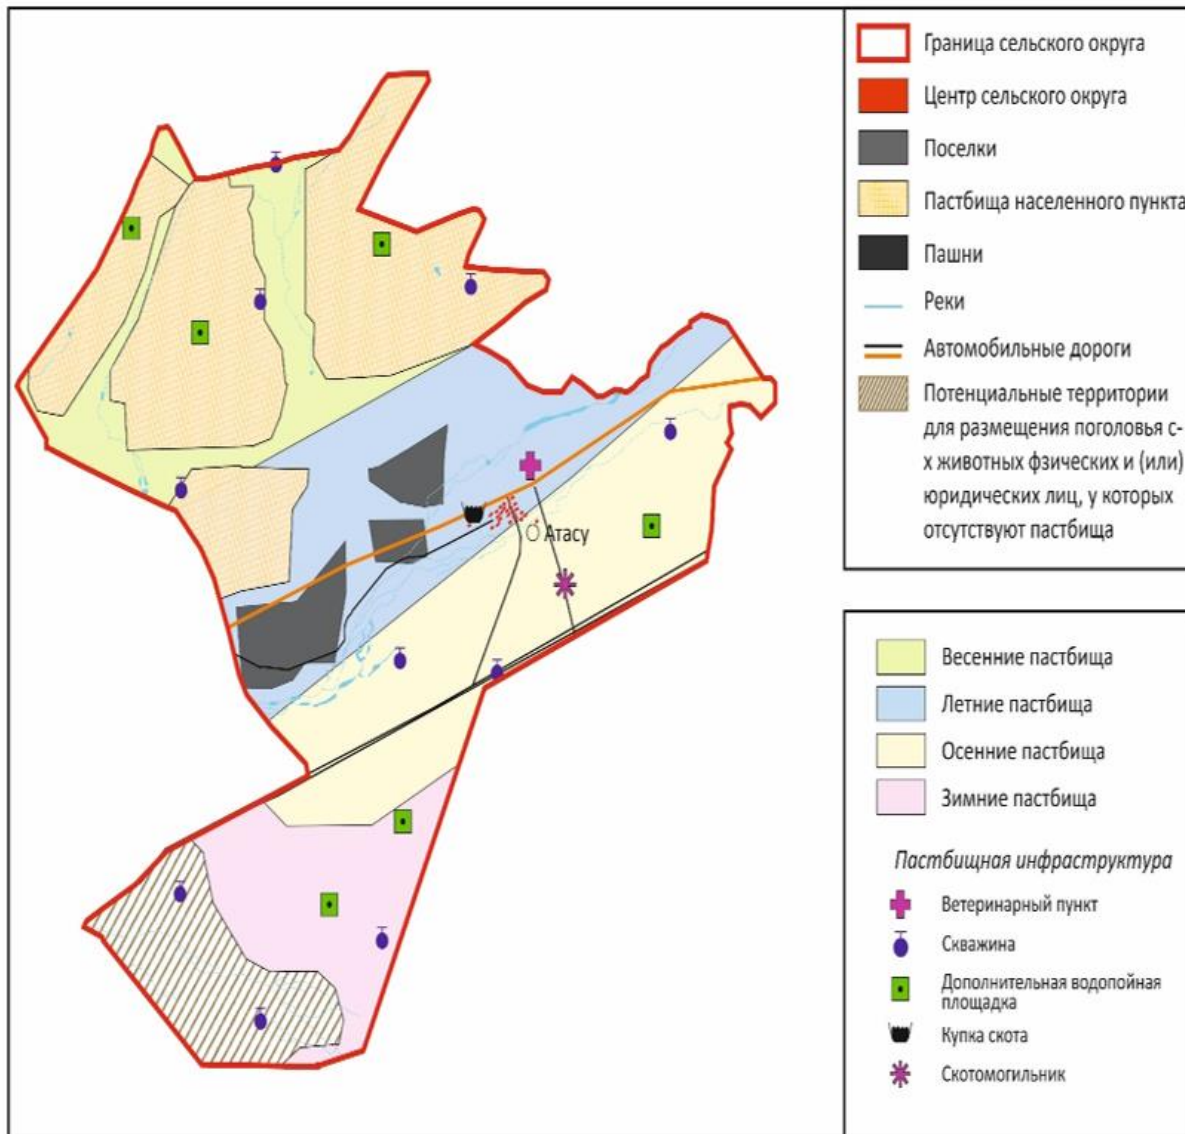 Граница сельского округа
Центр сельского округа
Поселки
Пастбища населенного пункта
Пашни
Реки
Автомобильные дороги
Потенциальные территории
для размещения поголовья с-
х животных фзических и (или)
юридических лиц, у которых
отсутствуют пастбища
Атасу
Весенние пастбища
Летние пастбища
Осенние пастбища
Зимние пастбища
Пастбищная инфраструктура
Ветеринарный пункт
Скважина
Дополнительная водопойная
площадка
Купка скота
Скотомогильник